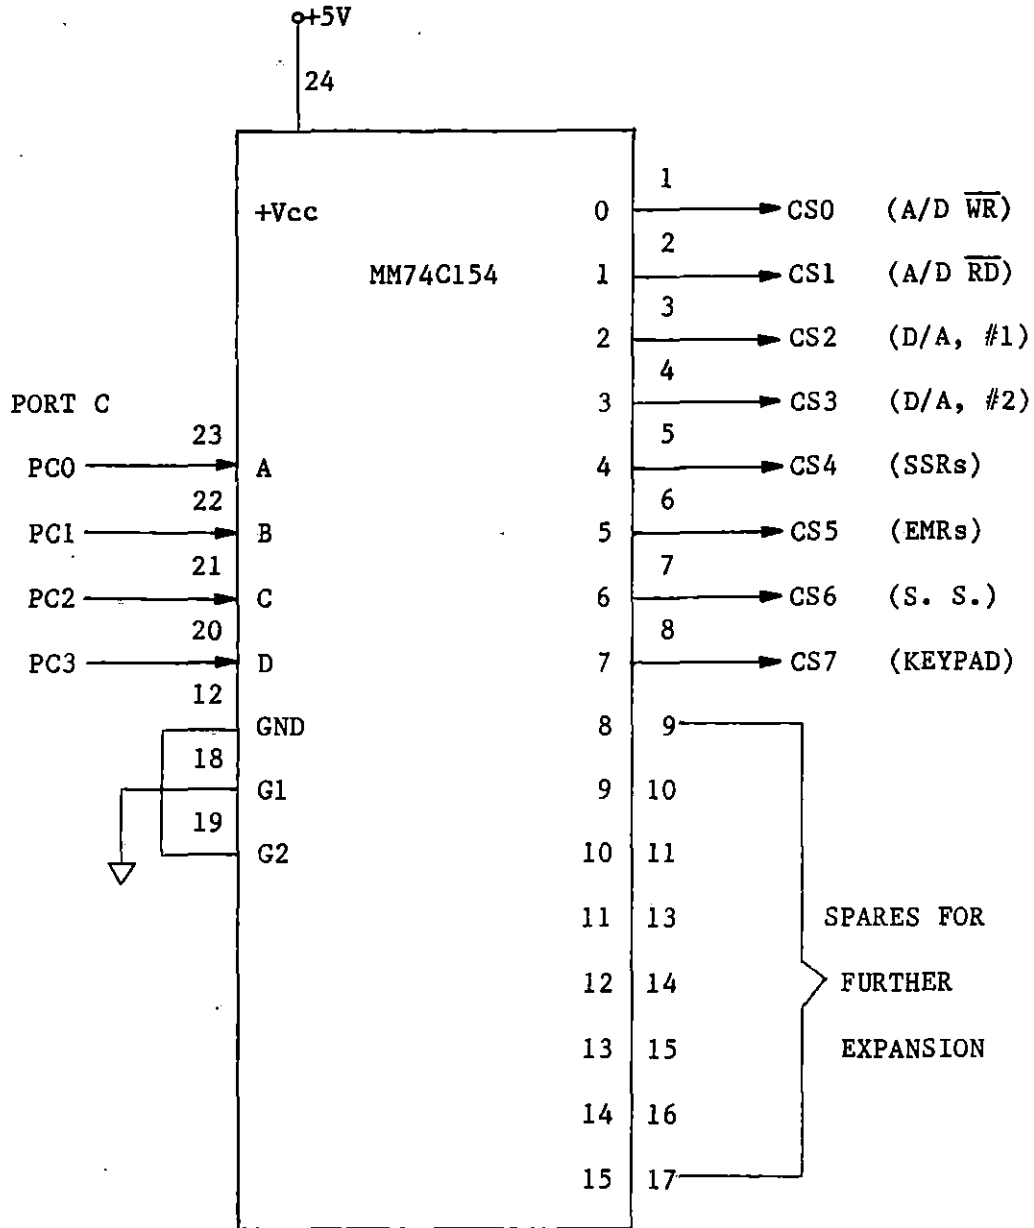 +5V
24
+Vcc
MM74C154
0 1 CS0 (A/D WR)
1 2 CS1 (A/D RD)
2 3 CS2 (D/A, #1)
3 4 CS3 (D/A, #2)
4 5 CS4 (SSRs)
5 6 CS5 (EMRs)
6 7 CS6 (S. S.)
7 8 CS7 (KEYPAD)
PORT C
PC0 23 A
PC1 22 B
PC2 21 C
PC3 20 D
12 GND
18 G1
19 G2
8 9
9 10
10 11
11 13
12 14
13 15
14 16
15 17
SPARES FOR
FURTHER
EXPANSION